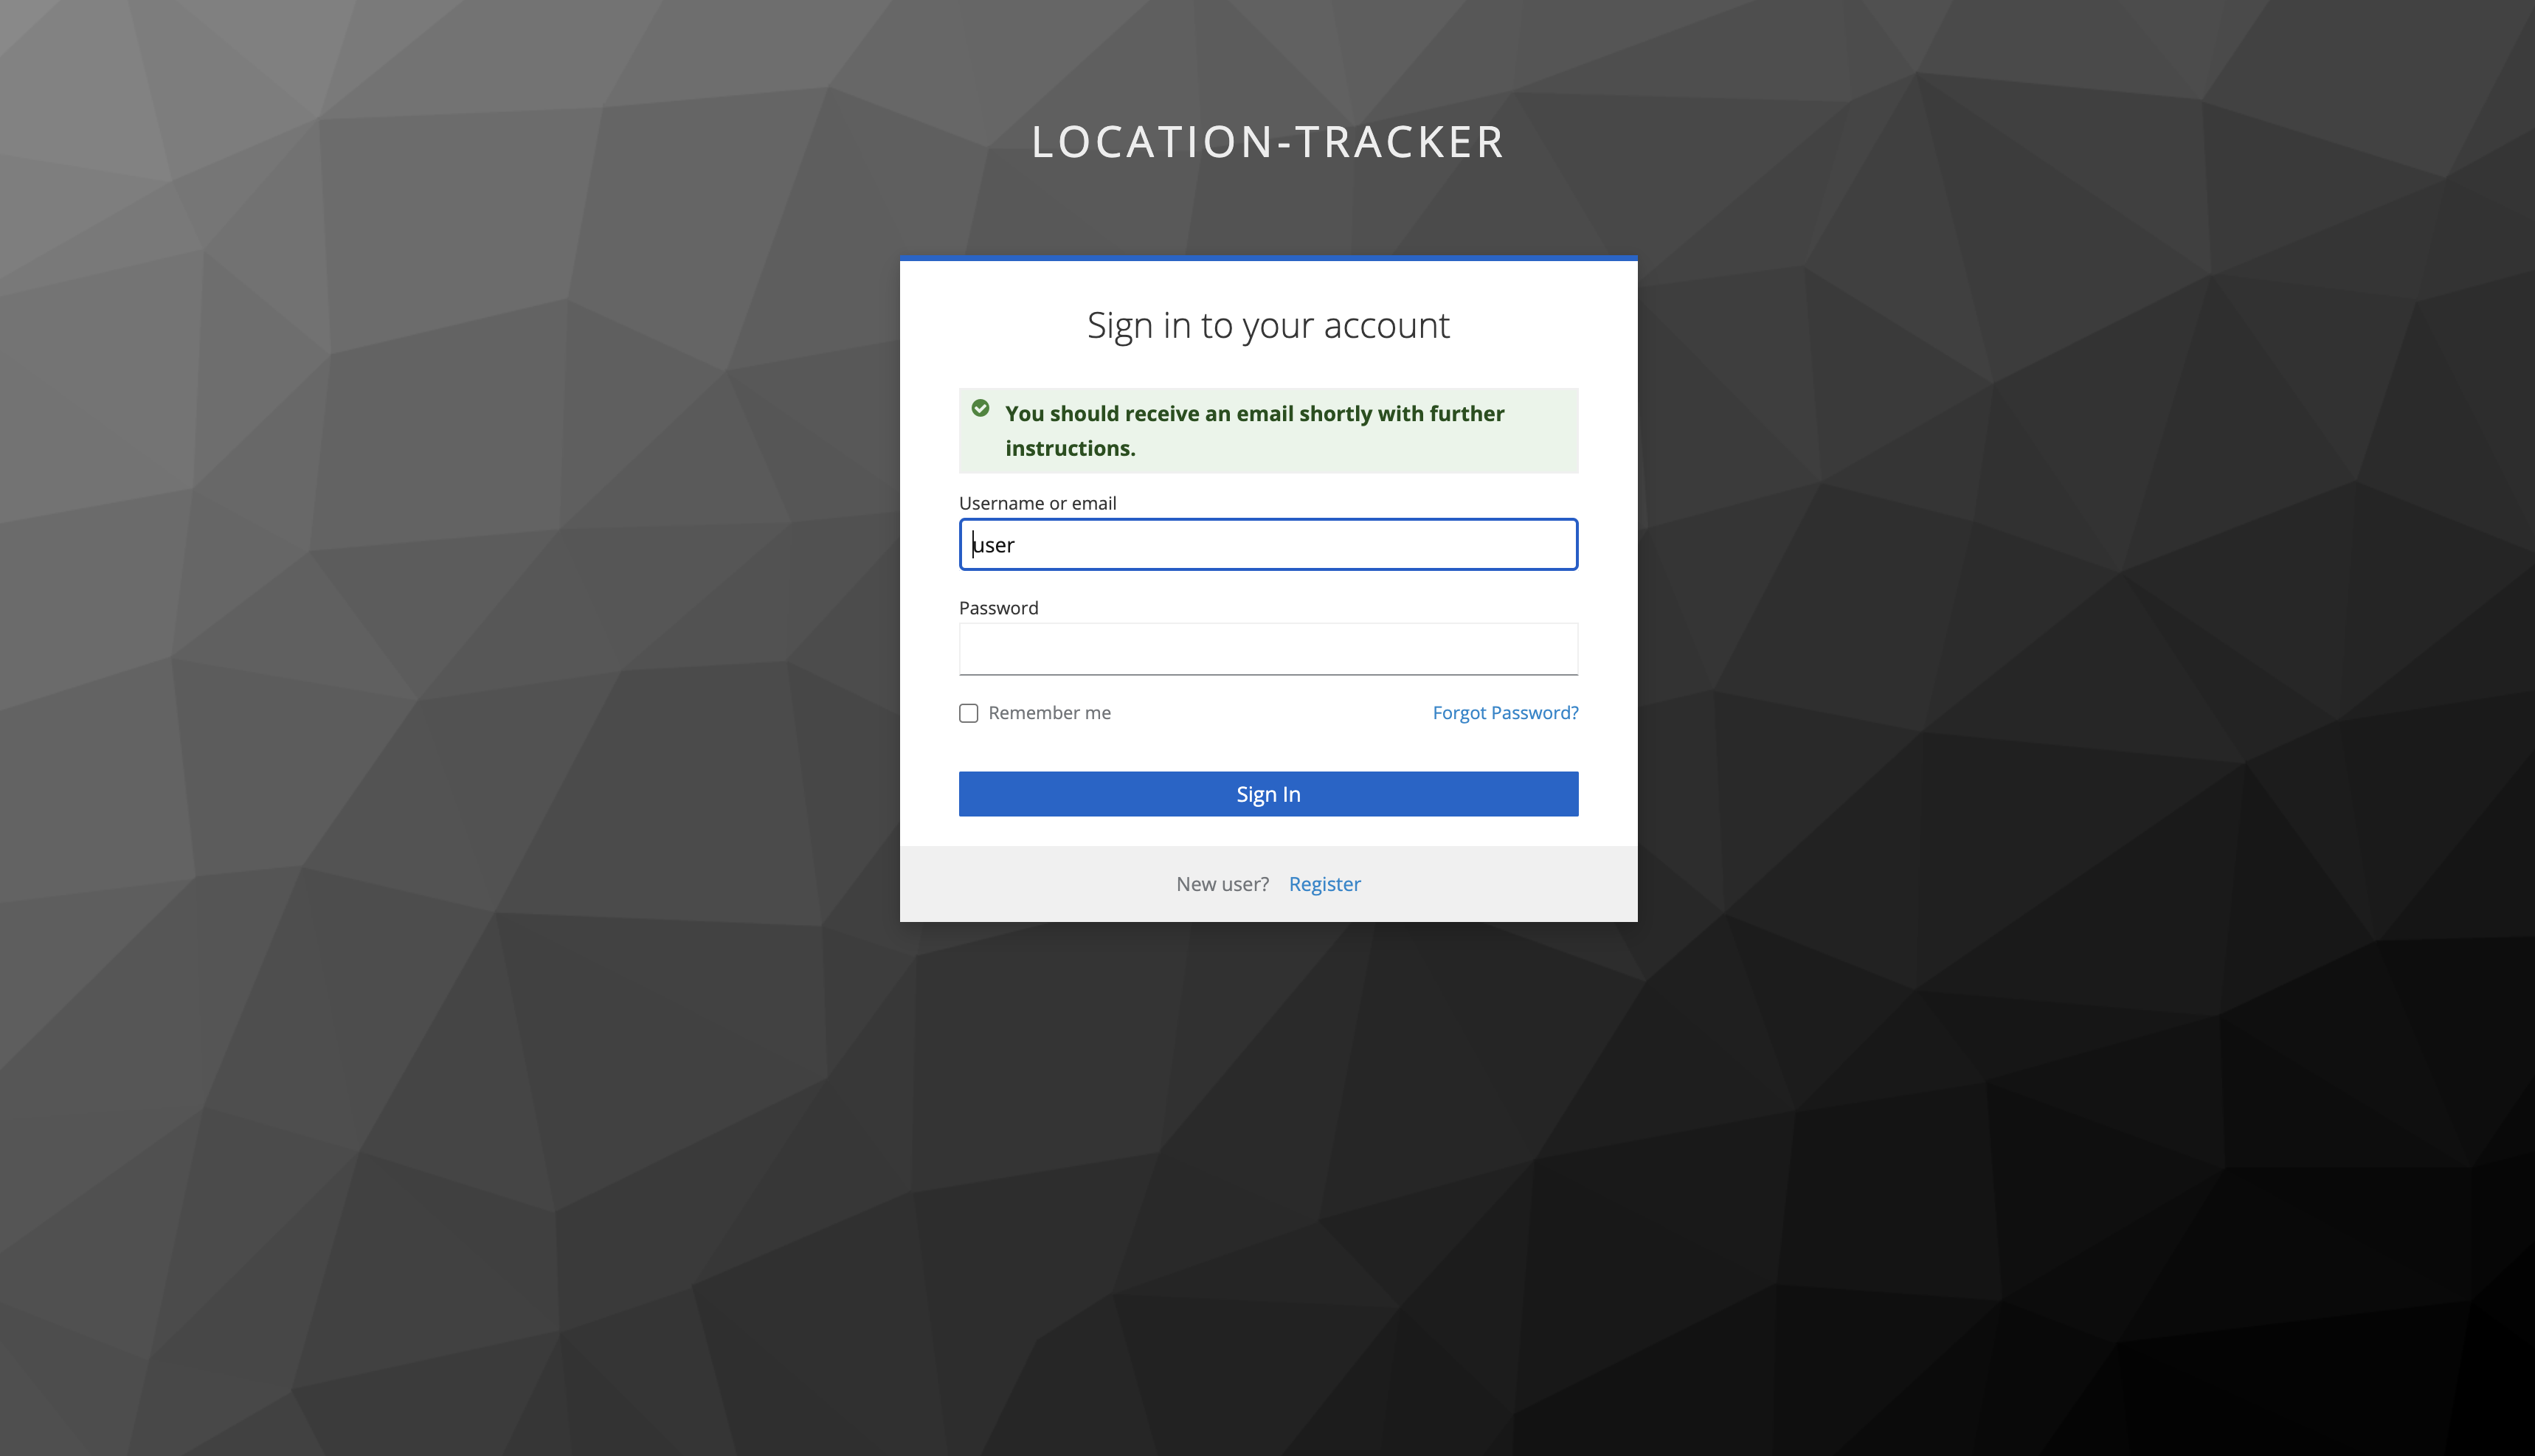 LOCATION-TRACKER
Sign in to your account
You should receive an email shortly with further
instructions.
Username or email
user
Password
Remember me
Forgot Password?
Sign In
New user? Register